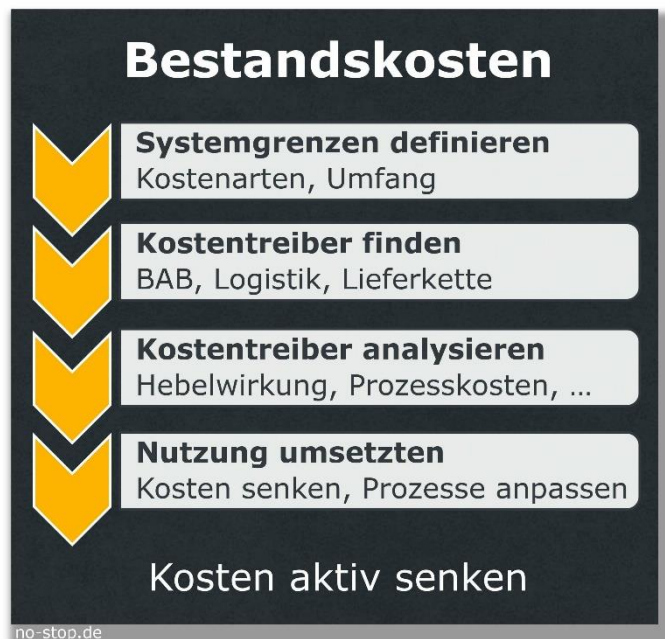 Bestandskosten
Systemgrenzen definieren
Kostenarten, Umfang
Kostentreiber finden
BAB, Logistik, Lieferkette
Kostentreiber analysieren
Hebelwirkung, Prozesskosten, ...
Nutzung umsetzten
Kosten senken, Prozesse anpassen
Kosten aktiv senken
no-stop.de